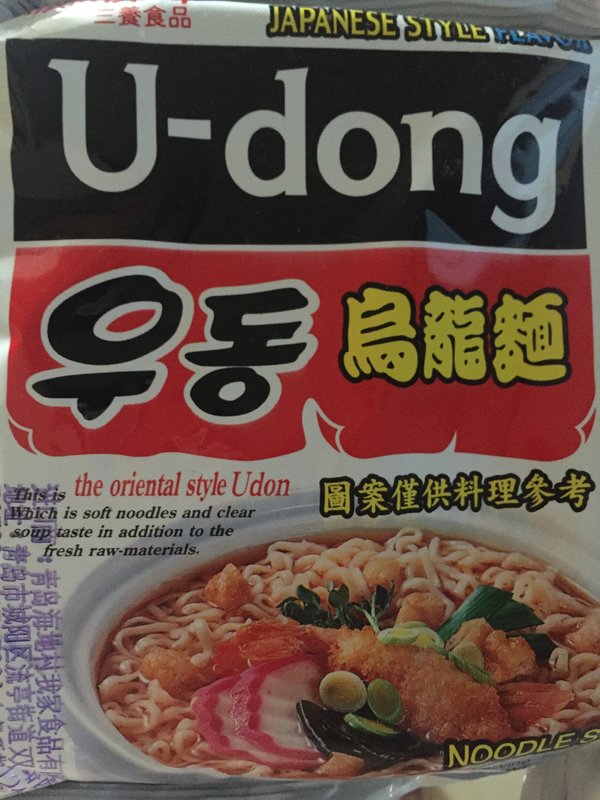 三養食品
JAPANESE STYLE FLAVOR
U-dong
우동 烏龍麵
This is the oriental style Udon
Which is soft noodles and clear
soup taste in addition to the
fresh raw-materials.
圖案僅供料理參考
NOODLE S